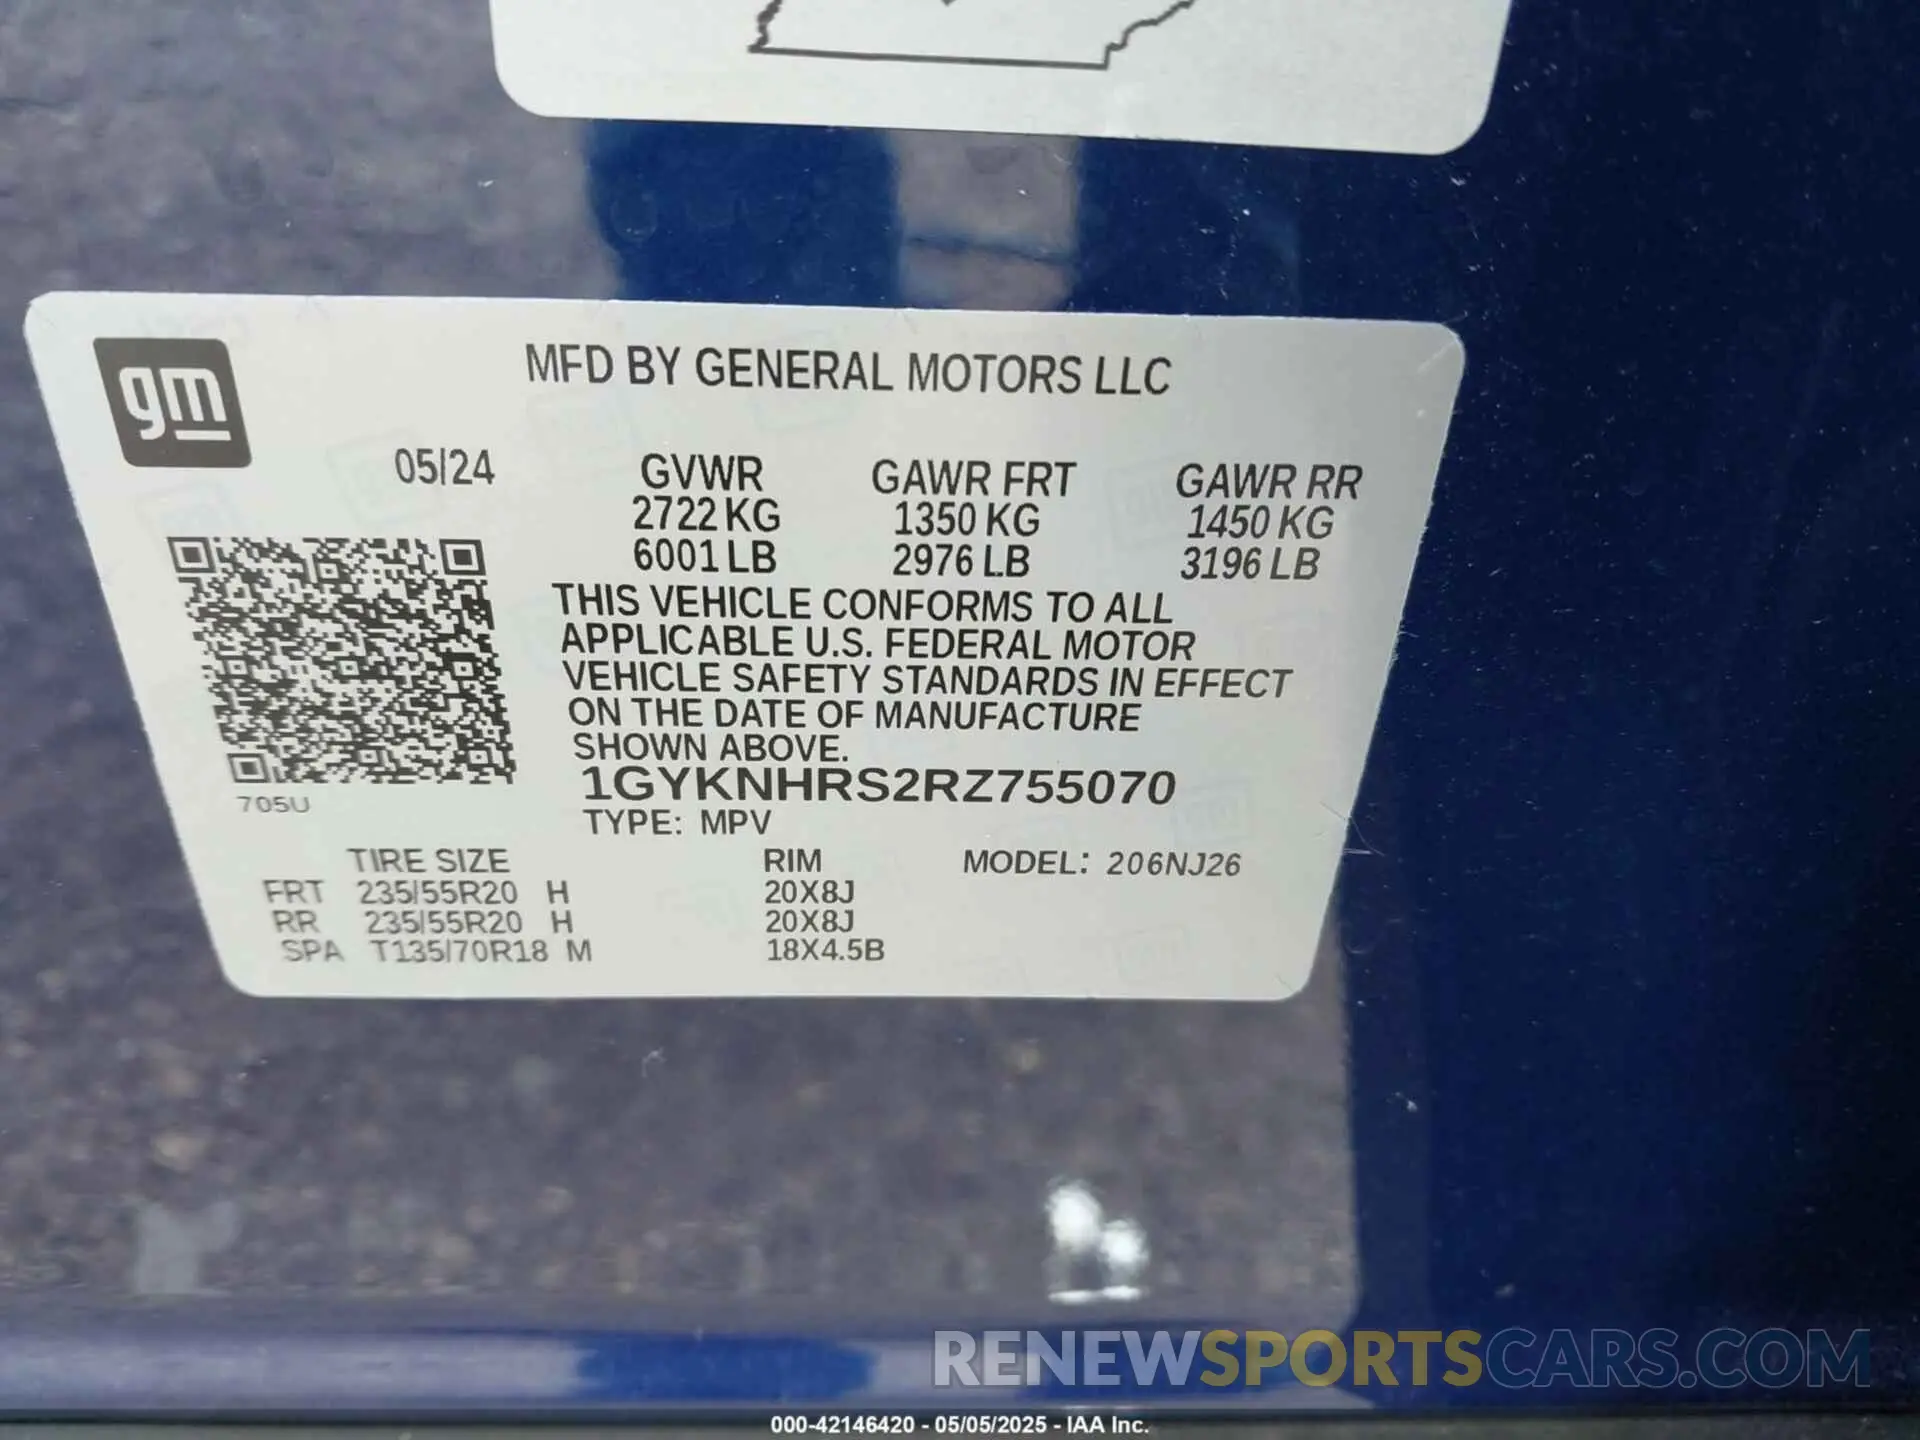 gm
MFD BY GENERAL MOTORS LLC
05/24
GVWR GAWR FRT GAWR RR
2722 KG 1350 KG 1450 KG
6001 LB 2976 LB 3196 LB
THIS VEHICLE CONFORMS TO ALL
APPLICABLE U.S. FEDERAL MOTOR
VEHICLE SAFETY STANDARDS IN EFFECT
ON THE DATE OF MANUFACTURE
SHOWN ABOVE.
1GYKNHRS2RZ755070
705U
TYPE: MPV
TIRE SIZE RIM MODEL: 206NJ26
FRT 235/55R20 H 20X8J
RR 235/55R20 H 20X8J
SPA T135/70R18 M 18X4.5B
RENEWSPORTSCARS.COM
000-42146420 - 05/05/2025 - IAA Inc.